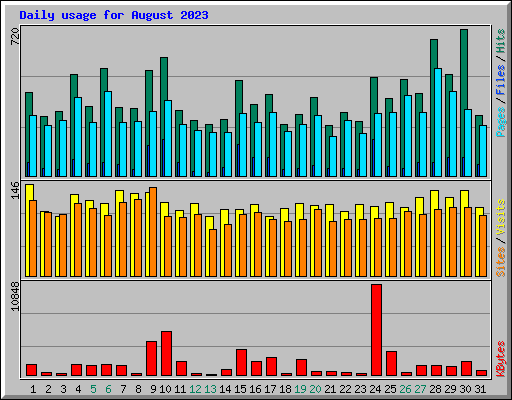 Daily usage for August 2023
720
Pages / Files / Hits
146
Sites / Visits
10848
KBytes
1 2 3 4 5 6 7 8 9 10 11 12 13 14 15 16 17 18 19 20 21 22 23 24 25 26 27 28 29 30 31